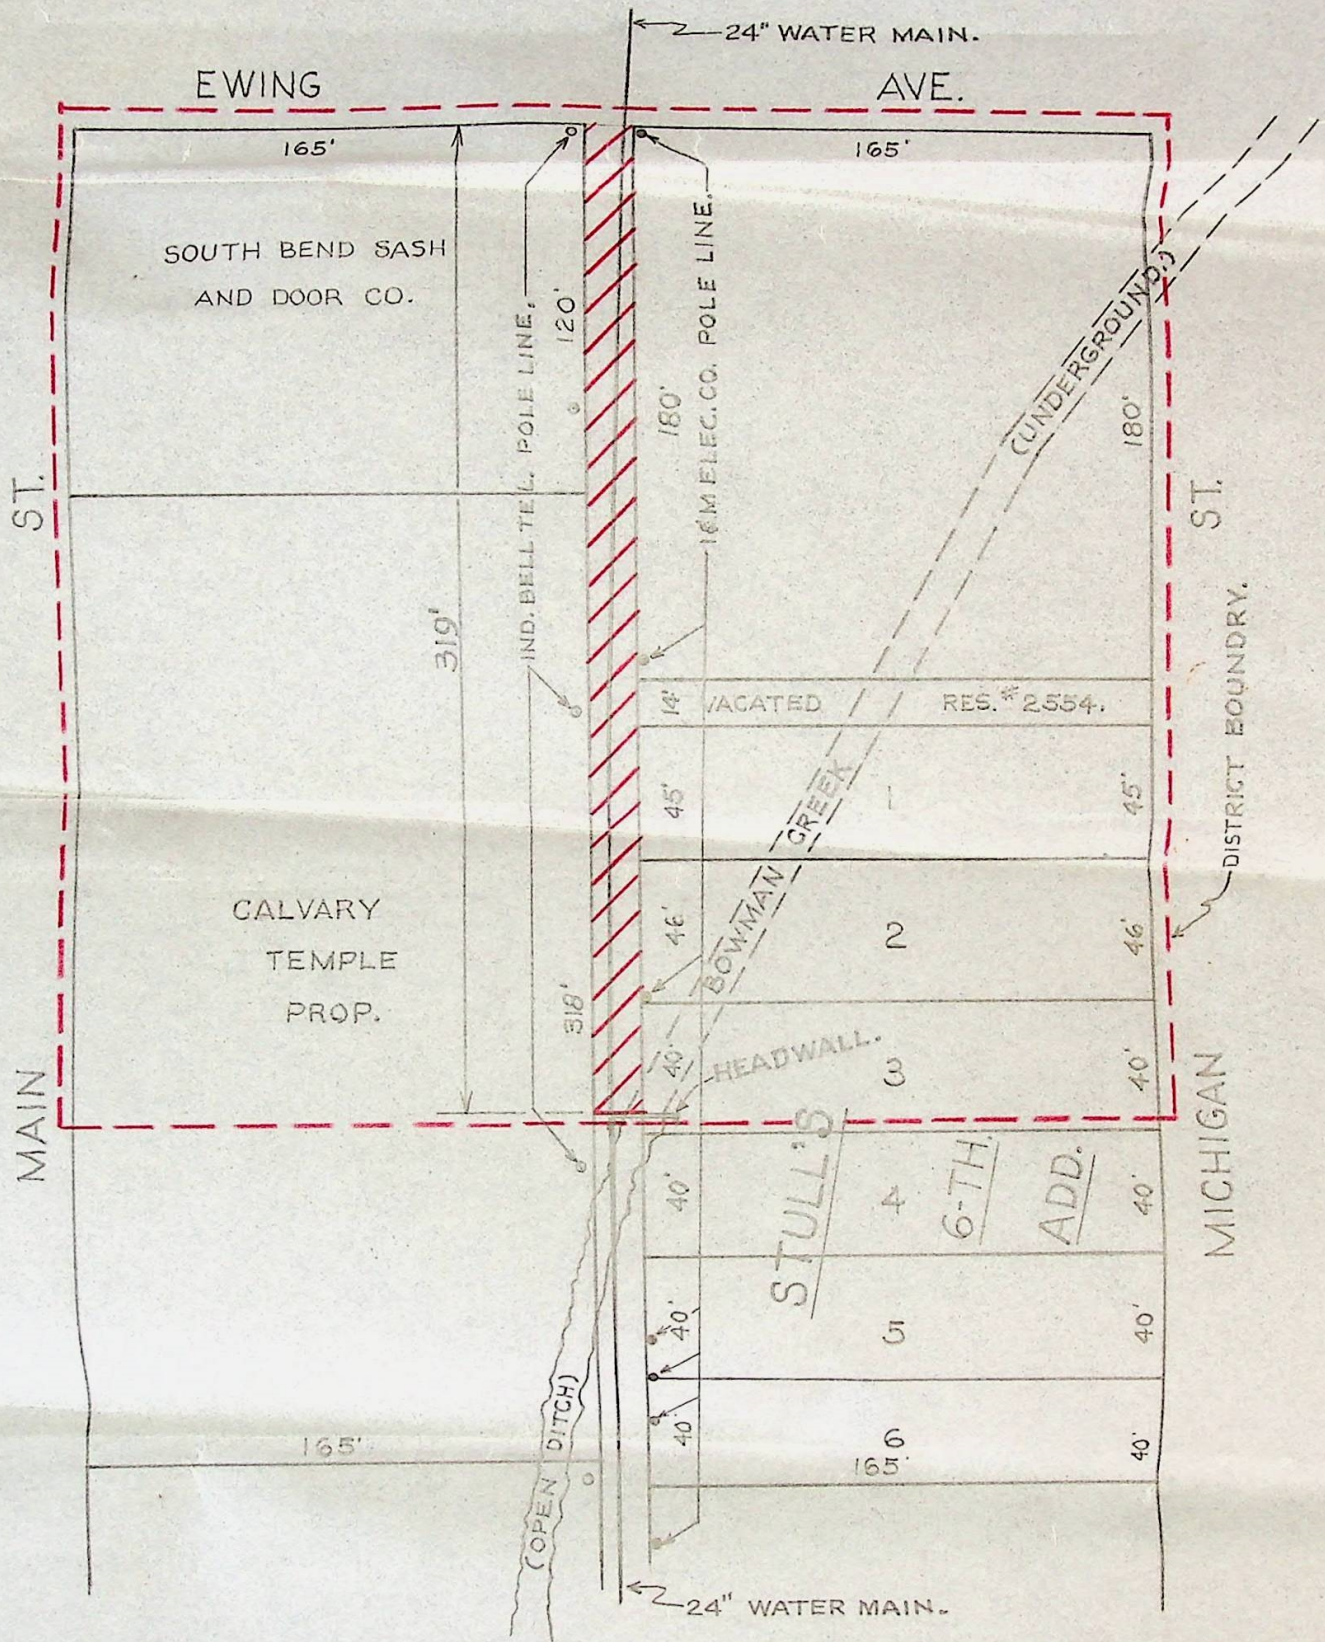 24" WATER MAIN.
EWING AVE.
165'
165'
SOUTH BEND SASH
AND DOOR CO.
120'
IND. BELL TEL. POLE LINE.
180'
I&M ELEC. CO. POLE LINE.
(UNDERGROUND.)
180'
ST.
ST.
319'
DISTRICT BOUNDRY.
14'
VACATED RES. #2554.
45'
1
45'
BOWMAN CREEK
CALVARY
TEMPLE
PROP.
46'
2
46'
318'
40'
HEADWALL.
3
40'
MAIN
MICHIGAN
STULL'S 6-TH. ADD.
40'
4
40'
40'
5
40'
(OPEN DITCH)
40'
6
40'
165'
165'
24" WATER MAIN.